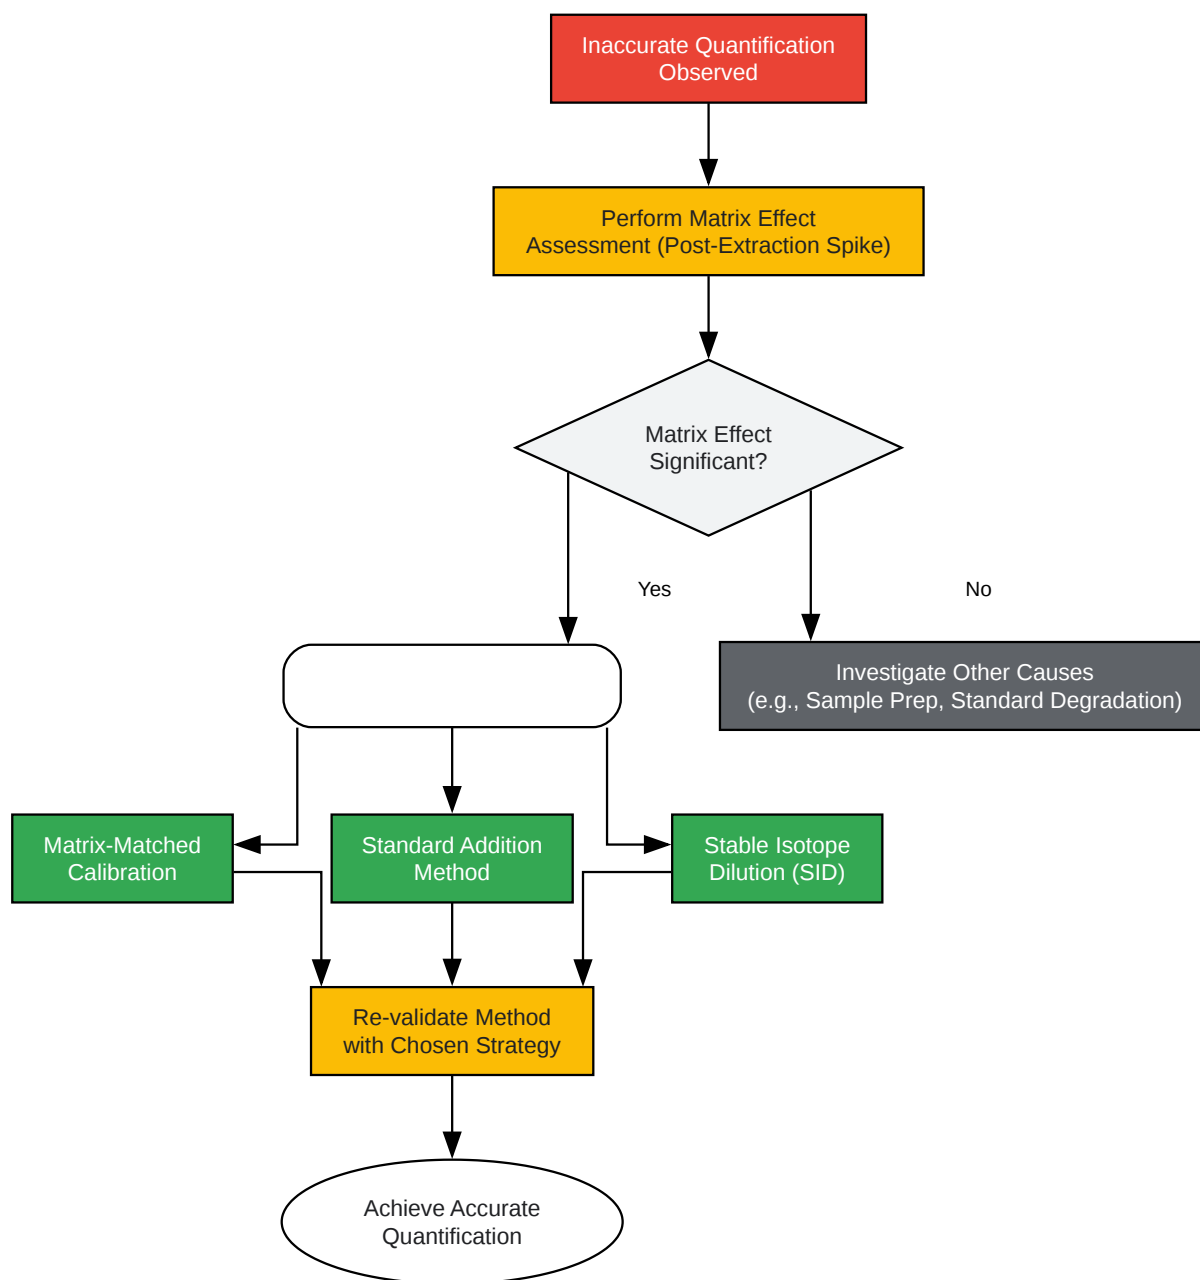 Inaccurate Quantification
Observed
Perform Matrix Effect
Assessment (Post-Extraction Spike)
Matrix Effect
Significant?
Yes
No
Investigate Other Causes
(e.g., Sample Prep, Standard Degradation)
Matrix-Matched
Calibration
Standard Addition
Method
Stable Isotope
Dilution (SID)
Re-validate Method
with Chosen Strategy
Achieve Accurate
Quantification